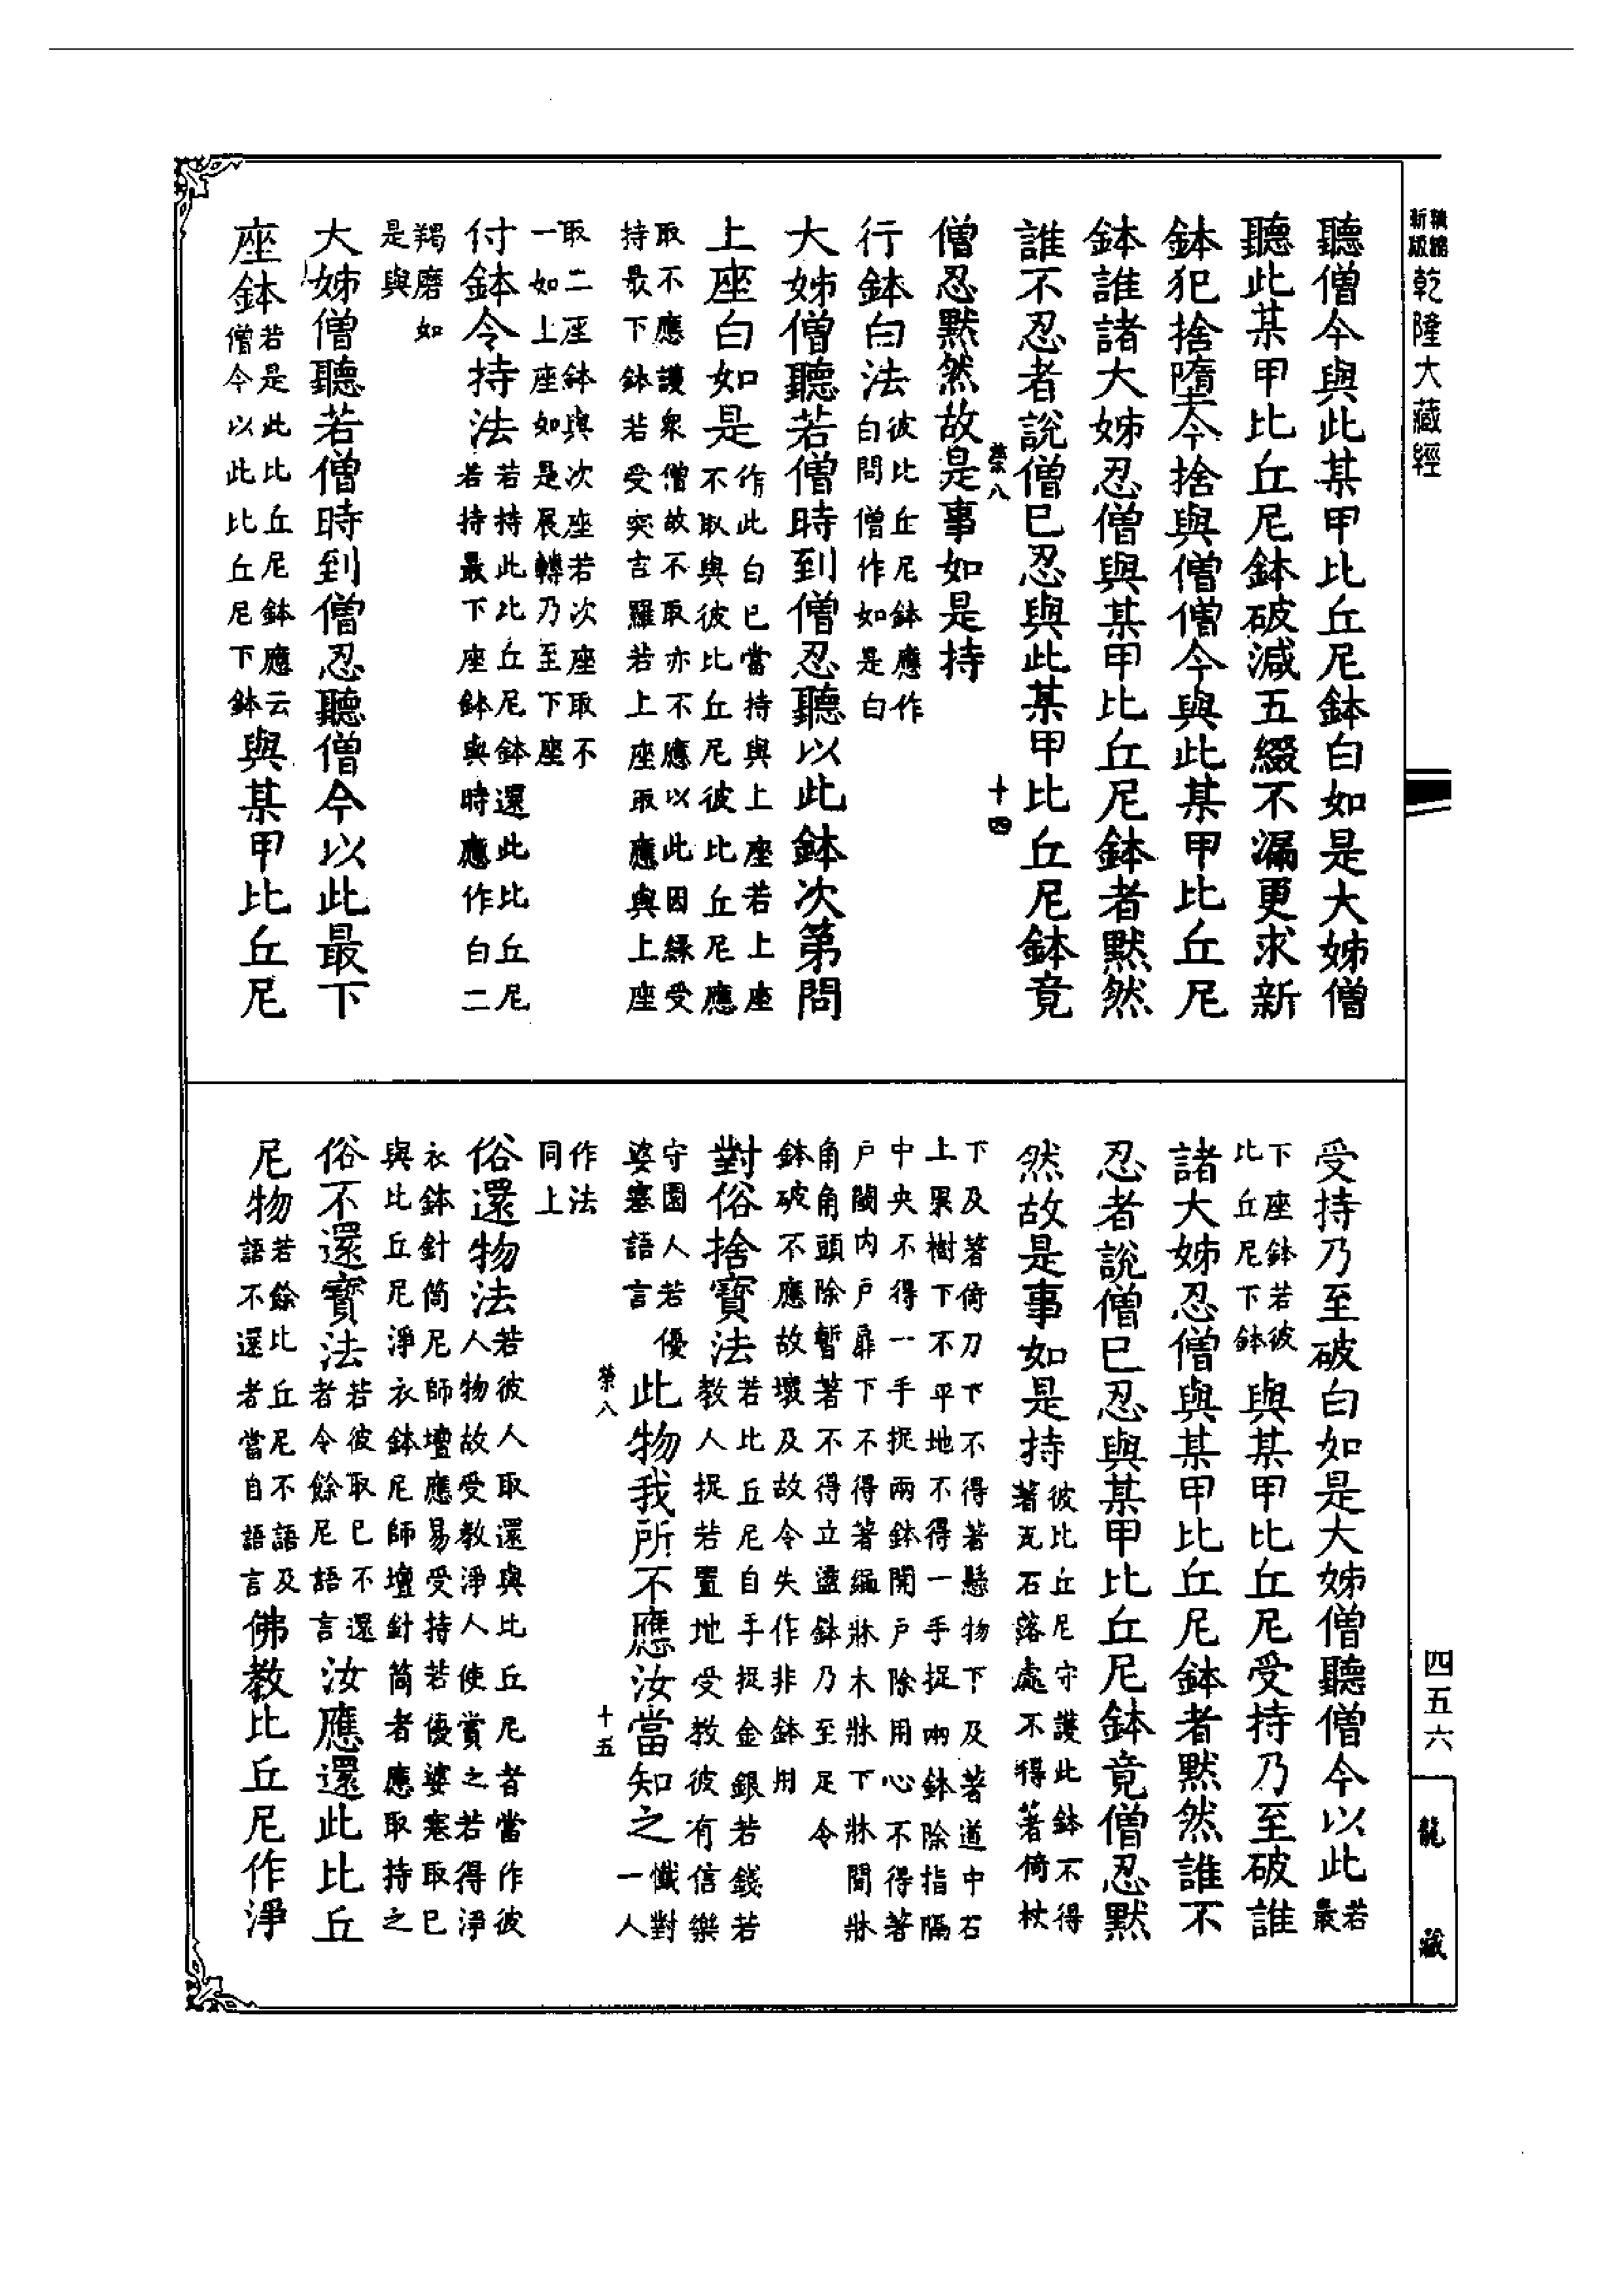 新版
精縮
乾隆大藏經
聽僧今與此某甲比丘尼鉢白如是大姊僧
聽此某甲比丘尼鉢破減五綴不漏更求新
鉢犯捨墮今捨與僧僧今與此某甲比丘尼
鉢誰諸大姊忍僧與某甲比丘尼鉢者默然
誰不忍者說僧已忍與此某甲比丘尼鉢竟
榮八
十四
僧忍默然故是事如是持
行鉢白法彼比丘尼鉢應作
白問僧作如是白
大姊僧聽若僧時到僧忍聽以此鉢次第問
上座白如是作此白已當持與上座若上座
不取與彼比丘尼彼比丘尼應
取不應護衆僧故不取亦不應以此因緣受
持最下鉢若受突吉羅若上座取應與上座
取二座鉢與次座若次座取不
一如上座如是展轉乃至下座
付鉢令持法若持此比丘尼鉢還此比丘尼
若持最下座鉢與時應作白二
羯磨如
是與
大姊僧聽若僧時到僧忍聽僧今以此最下
座鉢若是此比丘尼鉢應云
僧今以此比丘尼下鉢與某甲比丘尼
受持乃至破白如是大姊僧聽僧今以此若
最
下座鉢若彼
比丘尼下鉢與某甲比丘尼受持乃至破誰
諸大姊忍僧與某甲比丘尼鉢者默然誰不
忍者說僧已忍與某甲比丘尼鉢竟僧忍默
然故是事如是持彼比丘尼守護此鉢不得
著瓦石落處不得著倚杖
下及著倚刀下不得著懸物下及著道中石
上果樹下不平地不得一手捉兩鉢除指隔
中央不得一手捉兩鉢開戶除用心不得著
戶閾內戶扉下不得著繩牀木牀下牀間牀
角角頭除暫著不得立盪鉢乃至足令
鉢破不應故壞及故令失作非鉢用
對俗捨寶法若比丘尼自手捉金銀若錢若
教人捉若置地受教彼有信樂
守園人若優
婆塞語言此物我所不應汝當知之懺對
一人
榮八
十五
作法
同上
俗還物法若彼人取還與比丘尼者當作彼
人物故受教淨人使賞之若得淨
衣鉢針筒尼師壇應易受持若優婆塞取已
與比丘尼淨衣鉢尼師壇針筒者應取持之
俗不還寶法若彼取已不還
者令餘尼語言汝應還此比丘
尼物若餘比丘尼不語及
語不還者當自語言佛教比丘尼作淨
四五六
龍藏